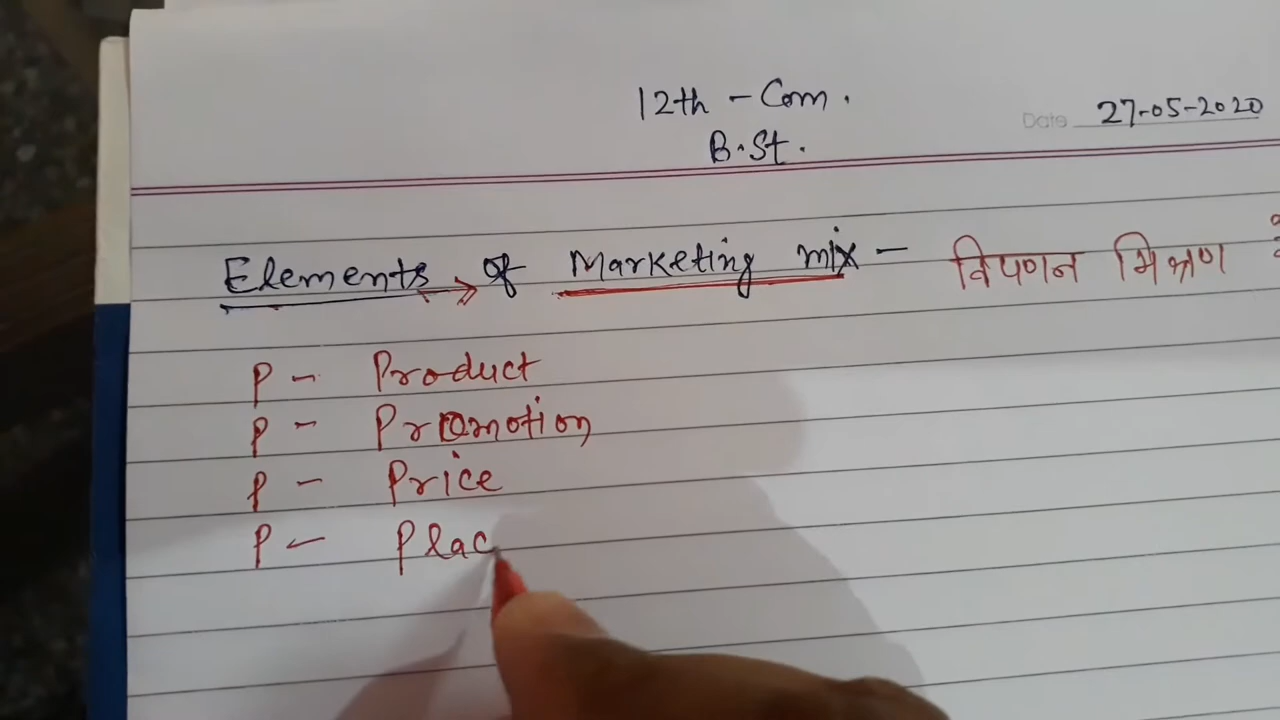 12th - Com.
B.St.
Date 27-05-2020
Elements of Marketing mix - विपणन मिश्रण
P - Product
P - Promotion
P - Price
P - Plac